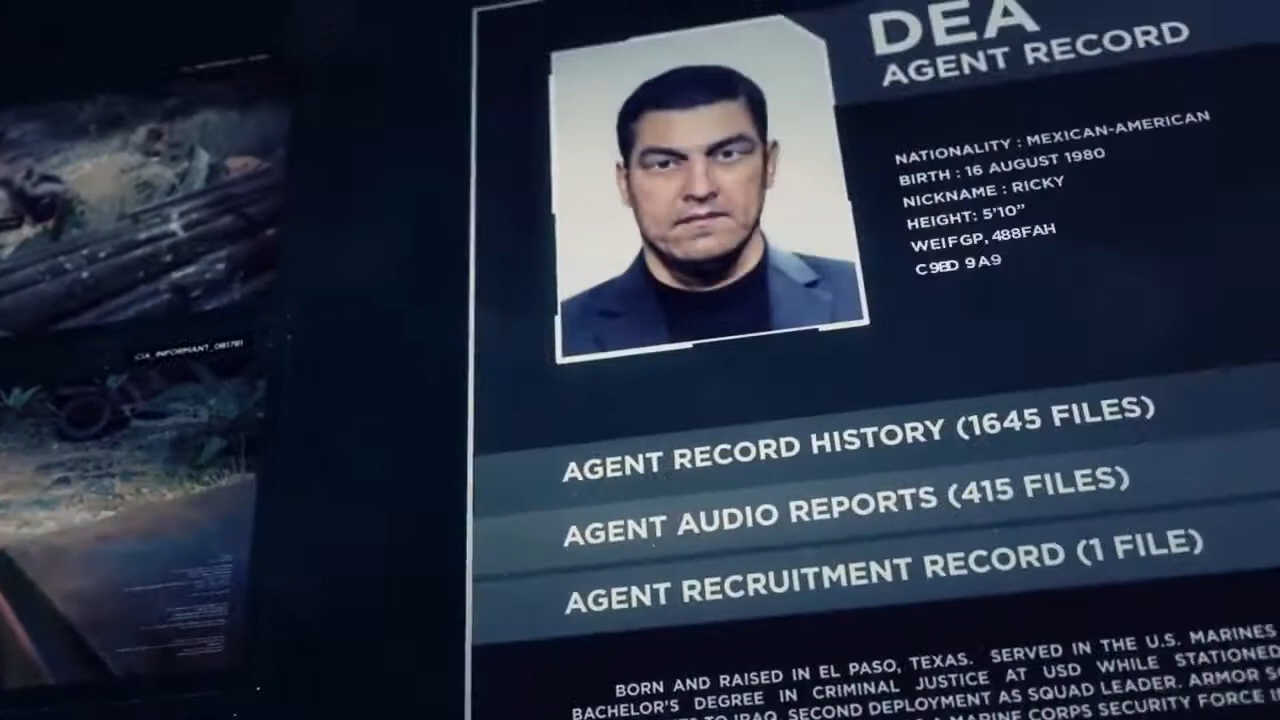 CIA_INFORMANT_081781
DEA
AGENT RECORD
NATIONALITY : MEXICAN-AMERICAN
BIRTH : 16 AUGUST 1980
NICKNAME : RICKY
HEIGHT: 5'10"
WEIFGP, 488FAH
C9BD 9A9
AGENT RECORD HISTORY (1645 FILES)
AGENT AUDIO REPORTS (415 FILES)
AGENT RECRUITMENT RECORD (1 FILE)
BORN AND RAISED IN EL PASO, TEXAS. SERVED IN THE U.S. MARINES,
BACHELOR'S DEGREE IN CRIMINAL JUSTICE AT USD WHILE STATIONED
TO IRAQ. SECOND DEPLOYMENT AS SQUAD LEADER. ARMOR
MARINE CORPS SECURITY FORCE